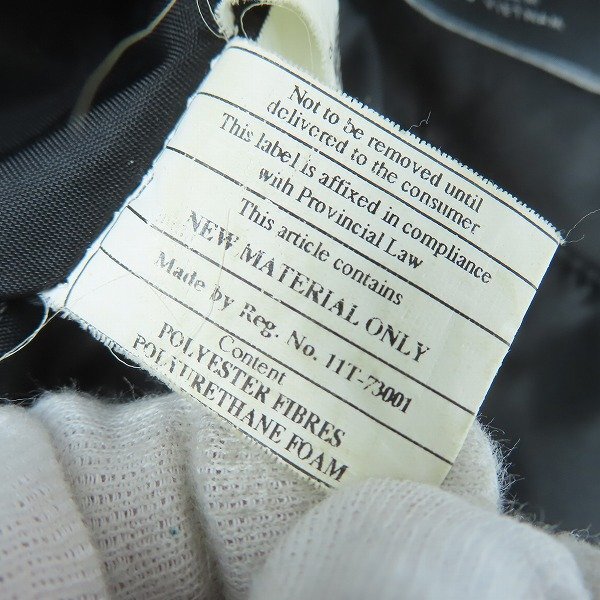 VIETNAM
Not to be removed until
delivered to the consumer
This label is affixed in compliance
with Provincial Law
This article contains
NEW MATERIAL ONLY
Made by Reg. No. 11T-73001
Content
POLYESTER FIBRES
POLYURETHANE FOAM